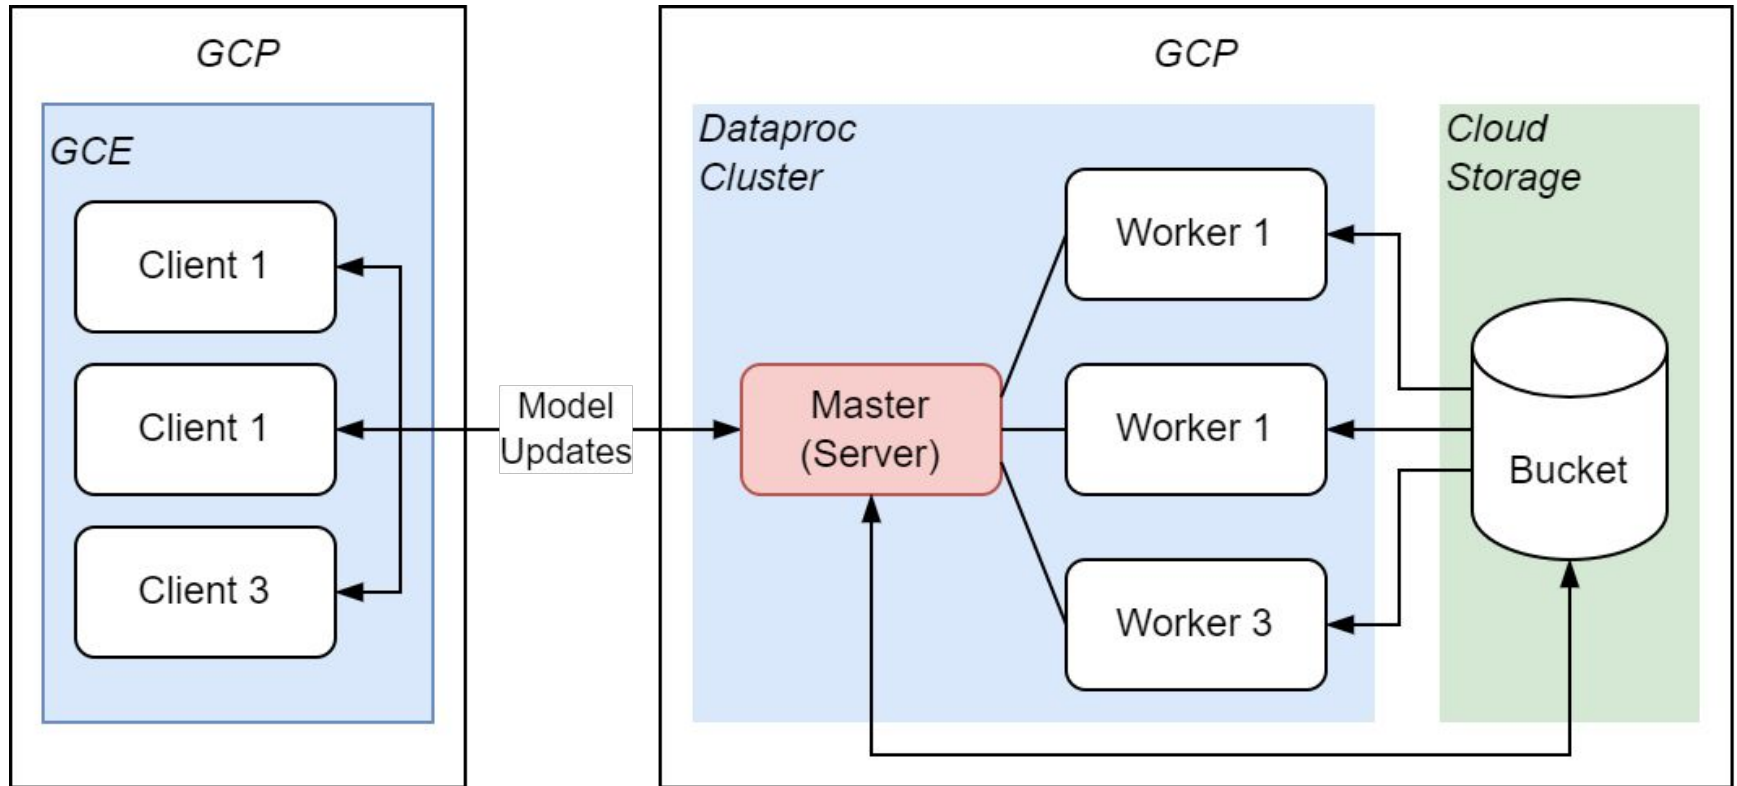 GCP
GCE
Client 1
Client 1
Client 3
Model
Updates
GCP
Dataproc
Cluster
Master
(Server)
Worker 1
Worker 1
Worker 3
Cloud
Storage
Bucket